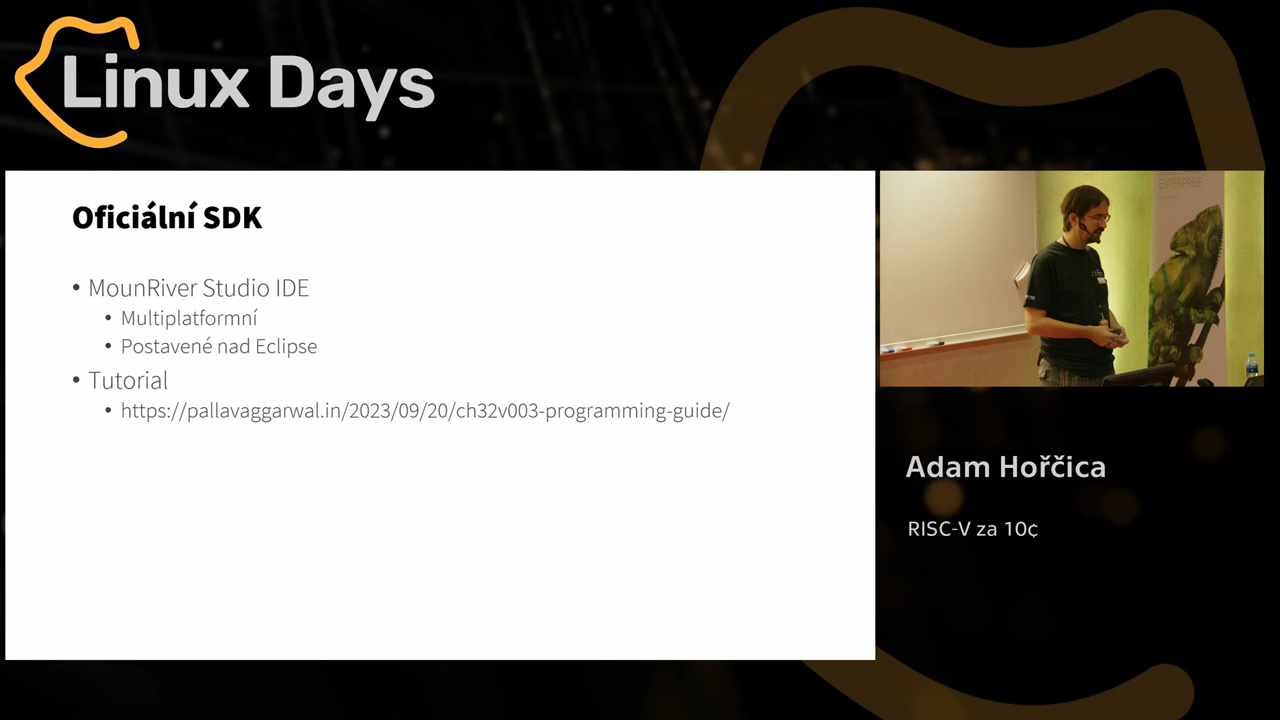 Linux Days
Oficiální SDK
• MounRiver Studio IDE
• Multiplatformní
• Postavené nad Eclipse
• Tutorial
• https://pallavaggarwal.in/2023/09/20/ch32v003-programming-guide/
ENTERPRISE
Adam Hořčica
RISC-V za 10¢